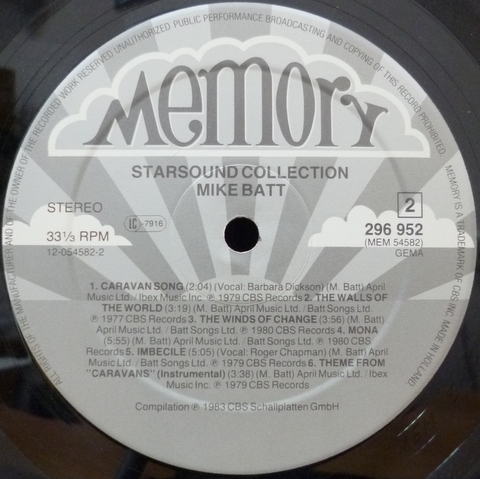 ALL RIGHTS OF THE MANUFACTURER AND OF THE OWNER OF THE RECORDED WORK RESERVED UNAUTHORIZED PUBLIC PERFORMANCE BROADCASTING AND COPYING OF THIS RECORD PROHIBITED.
MEMORY IS A TRADEMARK OF CBS INC. MADE IN HOLLAND
Memory
STARSOUND COLLECTION
MIKE BATT
STEREO
LC-7916
2
33⅓ RPM
296 952
12-054582-2
(MEM 54582)
GEMA
1. CARAVAN SONG (2:04) (Vocal: Barbara Dickson) (M. Batt) April
Music Ltd. / Ibex Music Inc. ℗ 1979 CBS Records 2. THE WALLS OF
THE WORLD (3:19) (M. Batt) April Music Ltd. / Batt Songs Ltd.
℗ 1977 CBS Records 3. THE WINDS OF CHANGE (3:56) (M. Batt)
April Music Ltd. / Batt Songs Ltd. ℗ 1980 CBS Records 4. MONA
(5:55) (M. Batt) April Music Ltd. / Batt Songs Ltd. ℗ 1980 CBS
Records 5. IMBECILE (5:05) (Vocal: Roger Chapman) (M. Batt)
April Music Ltd. / Batt Songs Ltd. ℗ 1979 CBS Records 6. THEME FROM
"CARAVANS" (Instrumental) (3:38) (M. Batt) April Music Ltd. / Ibex
Music Inc. ℗ 1979 CBS Records
Compilation ℗ 1983 CBS Schallplatten GmbH